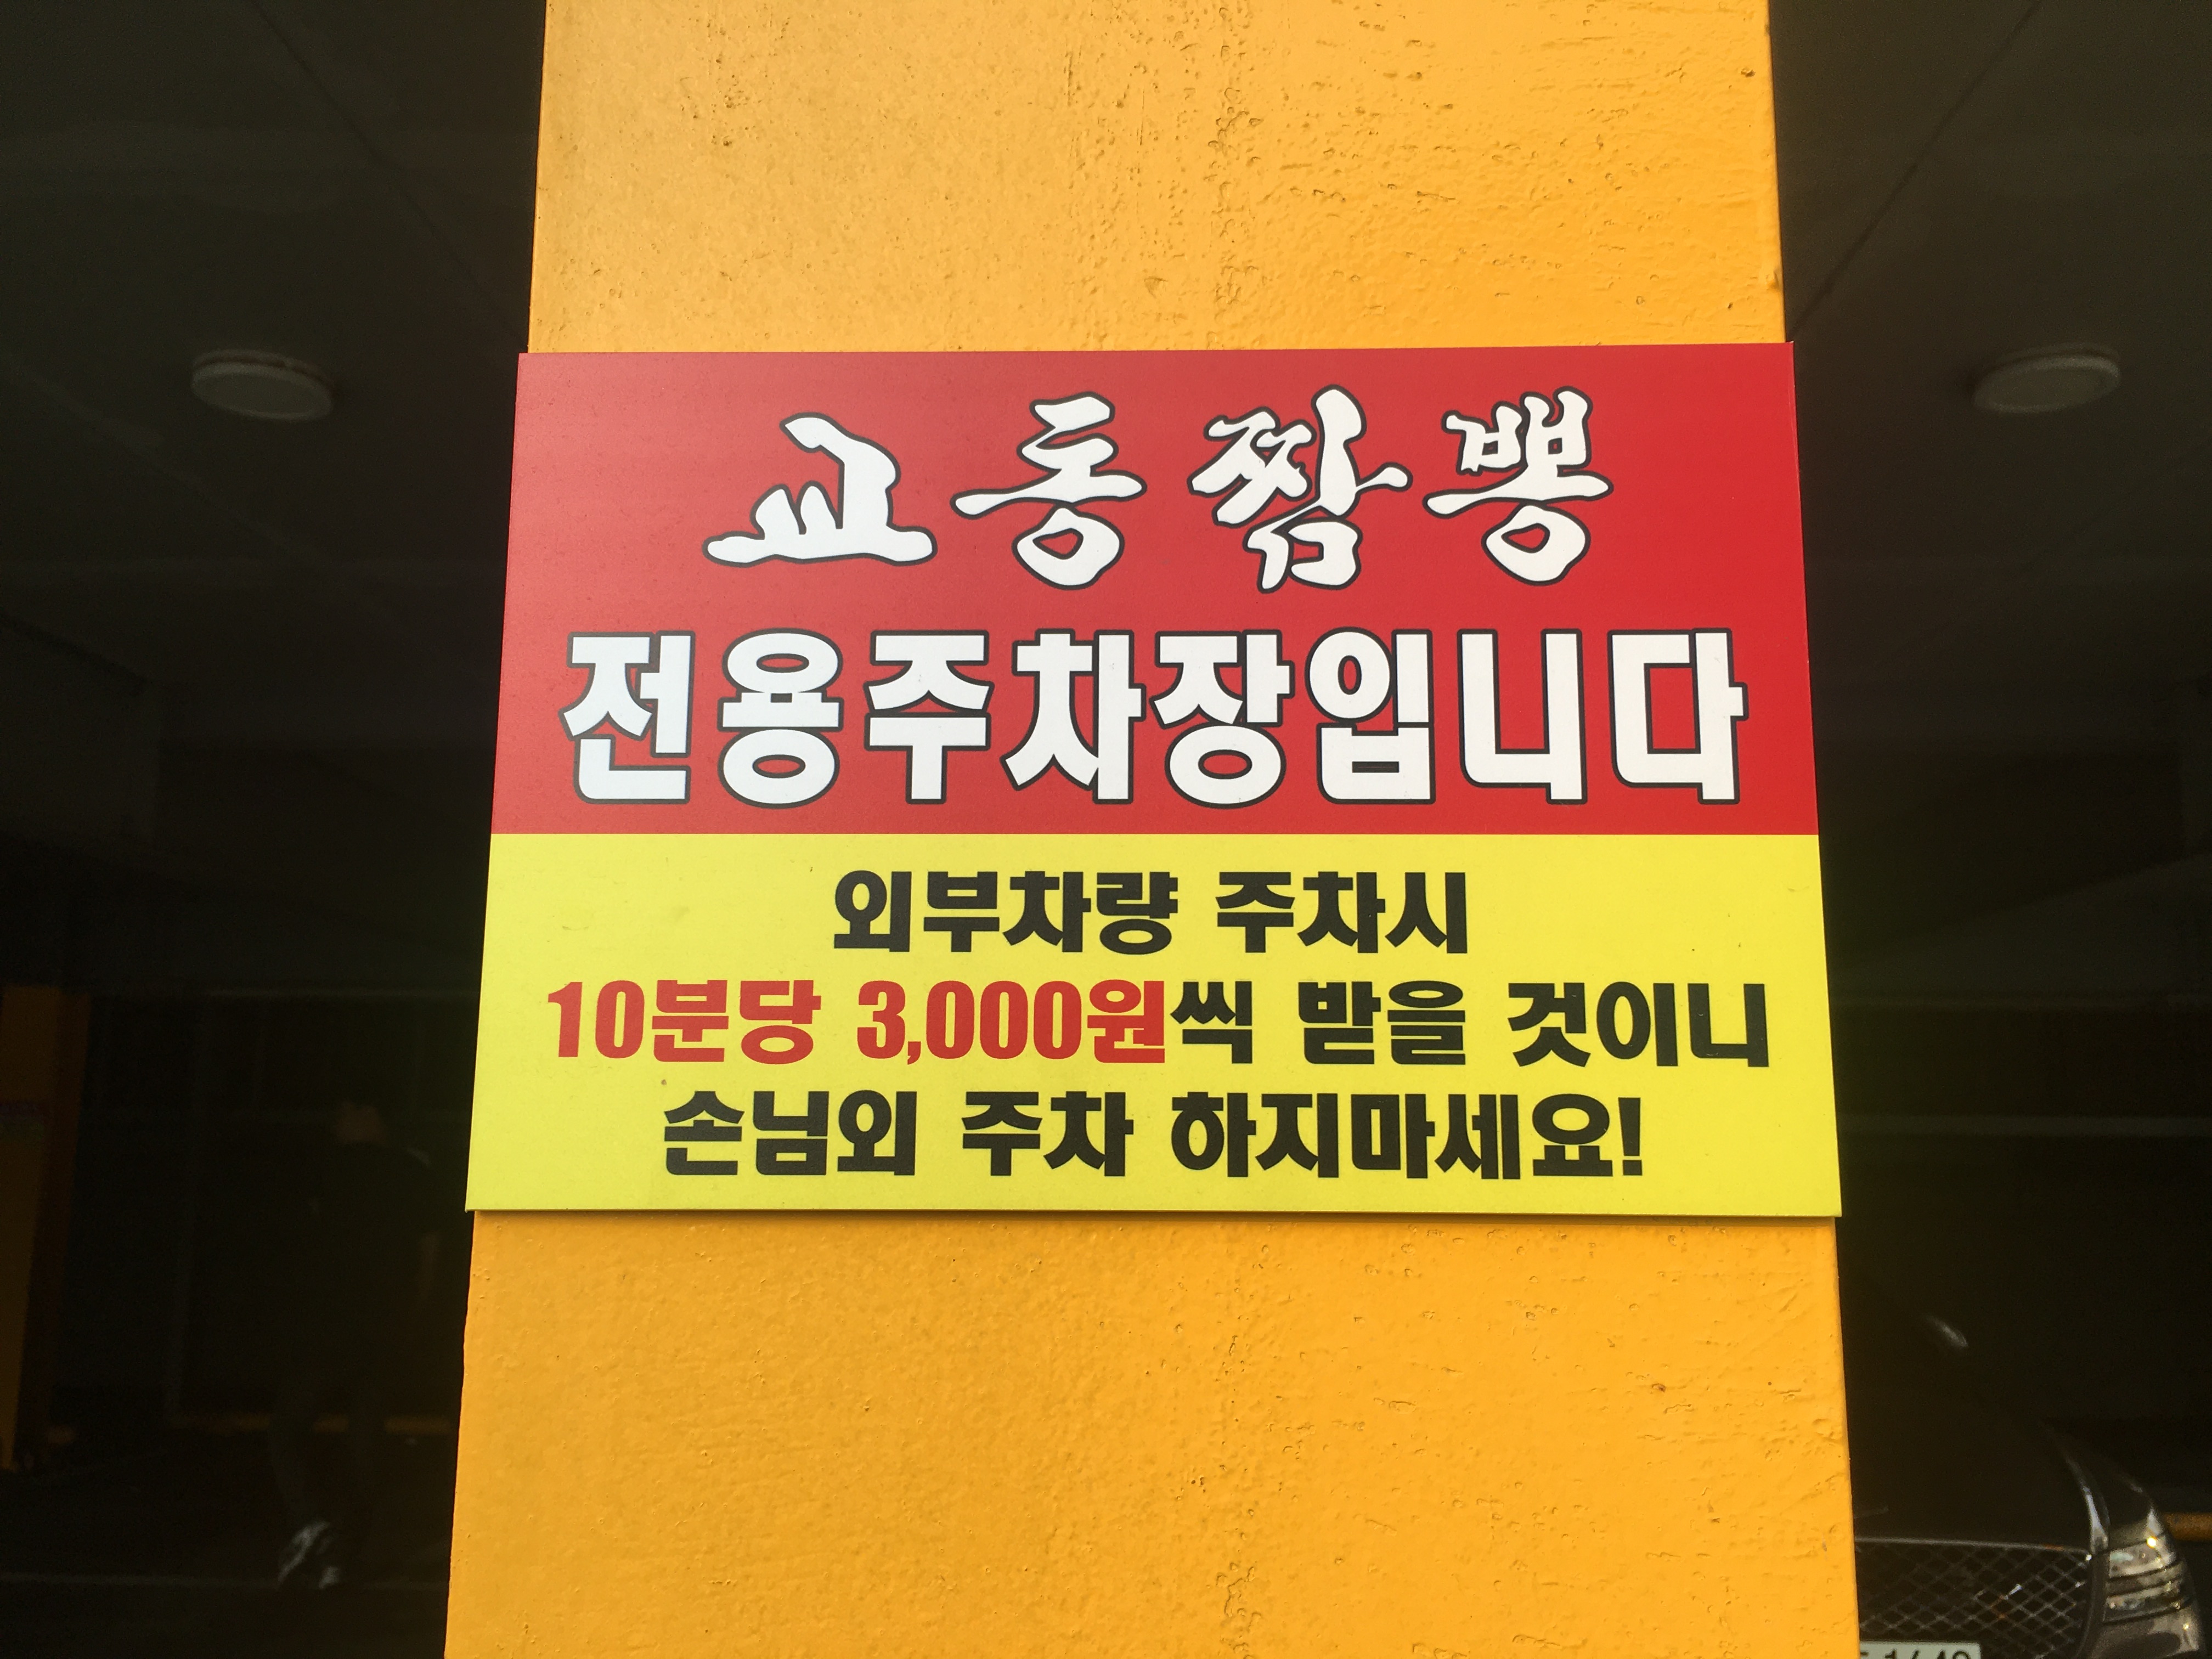 교동짬뽕
전용주차장입니다
외부차량 주차시
10분당 3,000원씩 받을 것이니
손님외 주차 하지마세요!